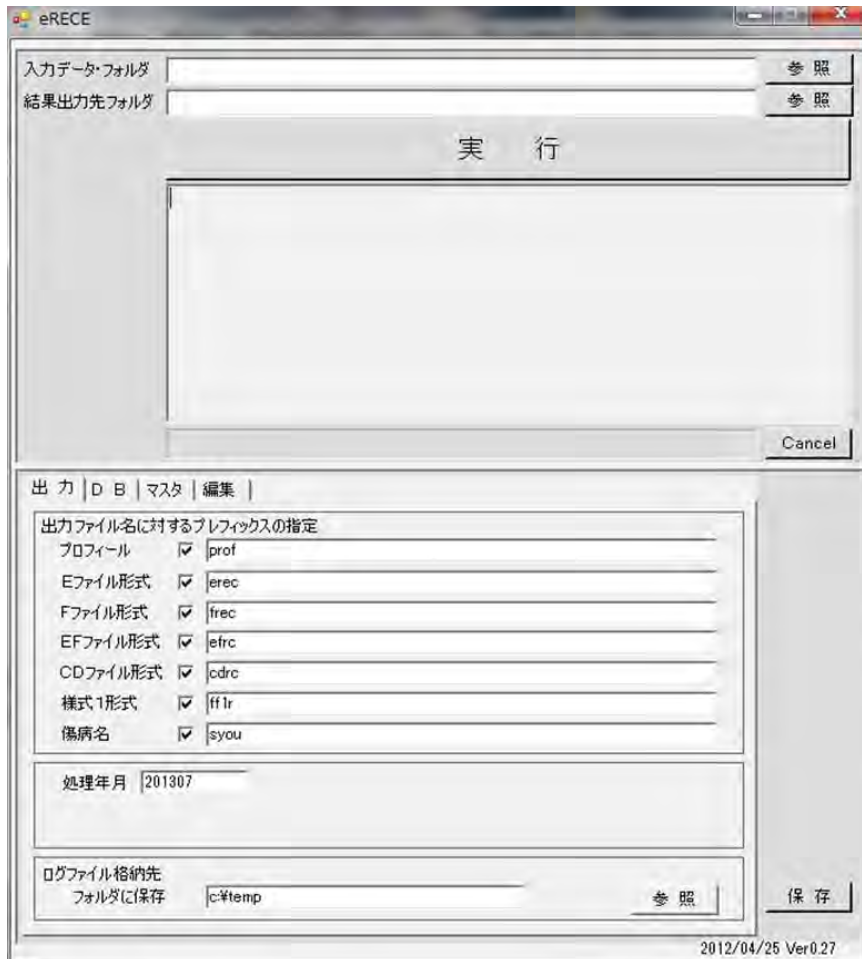 eRECE
入力データ・フォルダ 参 照
結果出力先フォルダ 参 照
実 行
Cancel
出 力 D B マスタ 編集
出力ファイル名に対するプレフィックスの指定
プロフィール prof
Eファイル形式 erec
Fファイル形式 frec
EFファイル形式 efrc
CDファイル形式 cdrc
様式1形式 ff1r
傷病名 syou
処理年月 201307
ログファイル格納先
フォルダに保存 c:¥temp 参 照 保 存
2012/04/25 Ver0.27